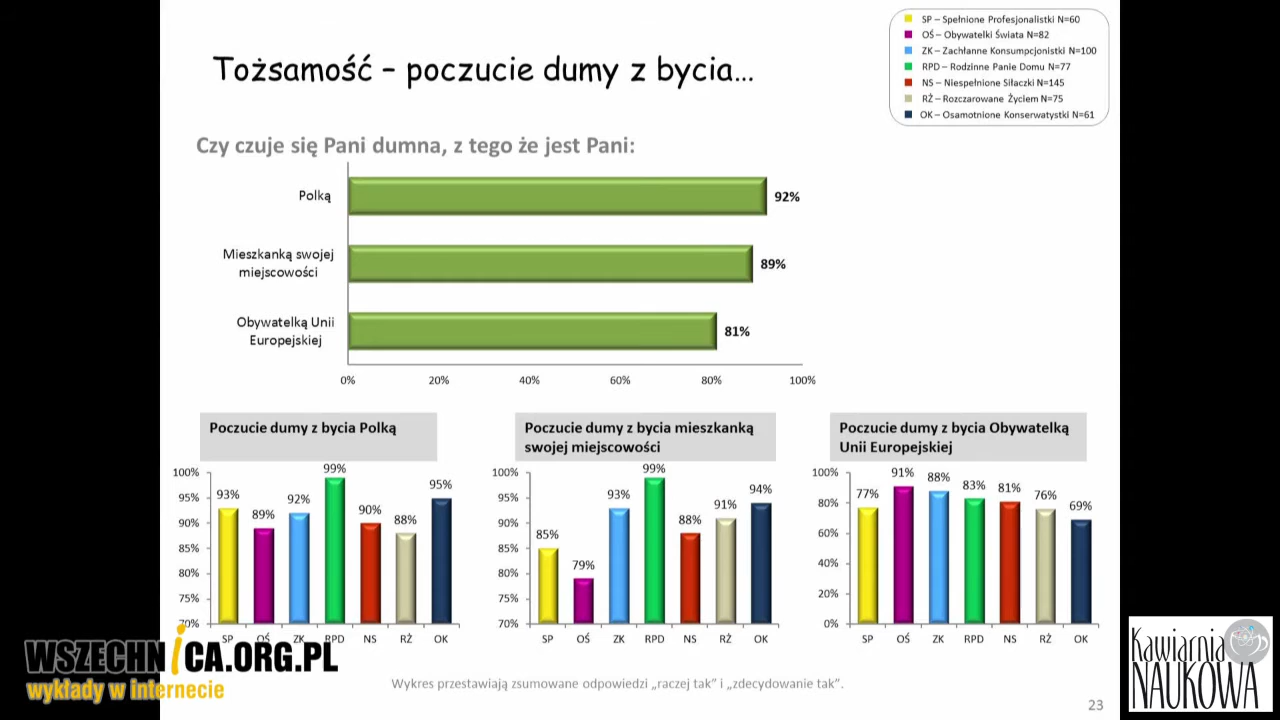 Tożsamość – poczucie dumy z bycia...
SP – Spełnione Profesjonalistki N=60
OŚ – Obywatelki Świata N=82
ZK – Zachłanne Konsumpcjonistki N=100
RPD – Rodzinne Panie Domu N=77
NS – Niespełnione Siłaczki N=145
RŻ – Rozczarowane Życiem N=75
OK – Osamotnione Konserwatystki N=61
Czy czuje się Pani dumna, z tego że jest Pani:
Polką
92%
Mieszkanką swojej
miejscowości
89%
Obywatelką Unii
Europejskiej
81%
0% 20% 40% 60% 80% 100%
Poczucie dumy z bycia Polką
100%
95%
90%
85%
80%
75%
70%
93% 89% 92% 99% 90% 88% 95%
SP OŚ ZK RPD NS RŻ OK
Poczucie dumy z bycia mieszkanką
swojej miejscowości
100%
95%
90%
85%
80%
75%
70%
85% 79% 93% 99% 88% 91% 94%
SP OŚ ZK RPD NS RŻ OK
Poczucie dumy z bycia Obywatelką
Unii Europejskiej
100%
80%
60%
40%
20%
0%
77% 91% 88% 83% 81% 76% 69%
SP OŚ ZK RPD NS RŻ OK
WSZECHNiCA.ORG.PL
wykłady w internecie
Wykres przestawiają zsumowane odpowiedzi „raczej tak” i „zdecydowanie tak”.
23
Kawiarnia
NAUKOWA